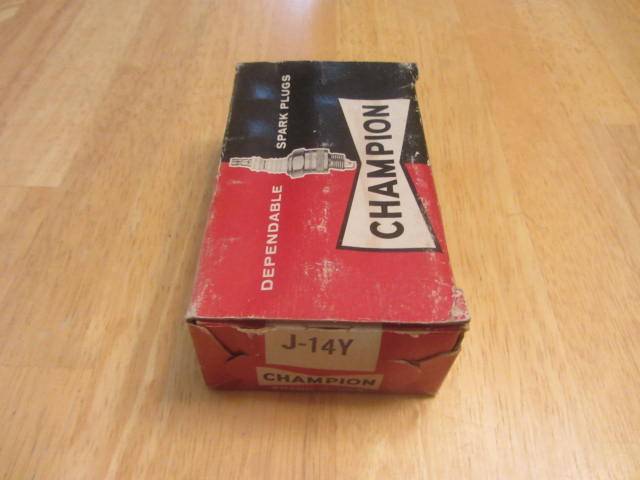 DEPENDABLE SPARK PLUGS
CHAMPION
J-14Y
CHAMPION